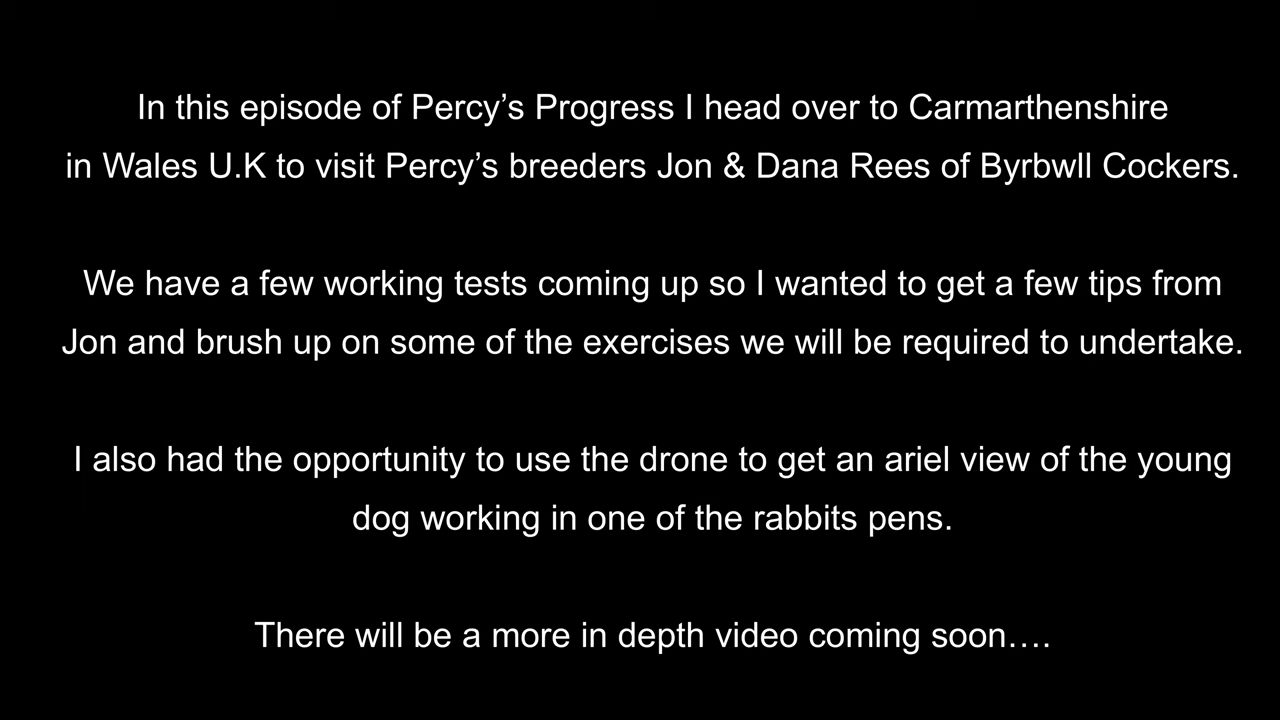 In this episode of Percy’s Progress I head over to Carmarthenshire
in Wales U.K to visit Percy’s breeders Jon & Dana Rees of Byrbwll Cockers.
We have a few working tests coming up so I wanted to get a few tips from
Jon and brush up on some of the exercises we will be required to undertake.
I also had the opportunity to use the drone to get an ariel view of the young
dog working in one of the rabbits pens.
There will be a more in depth video coming soon….